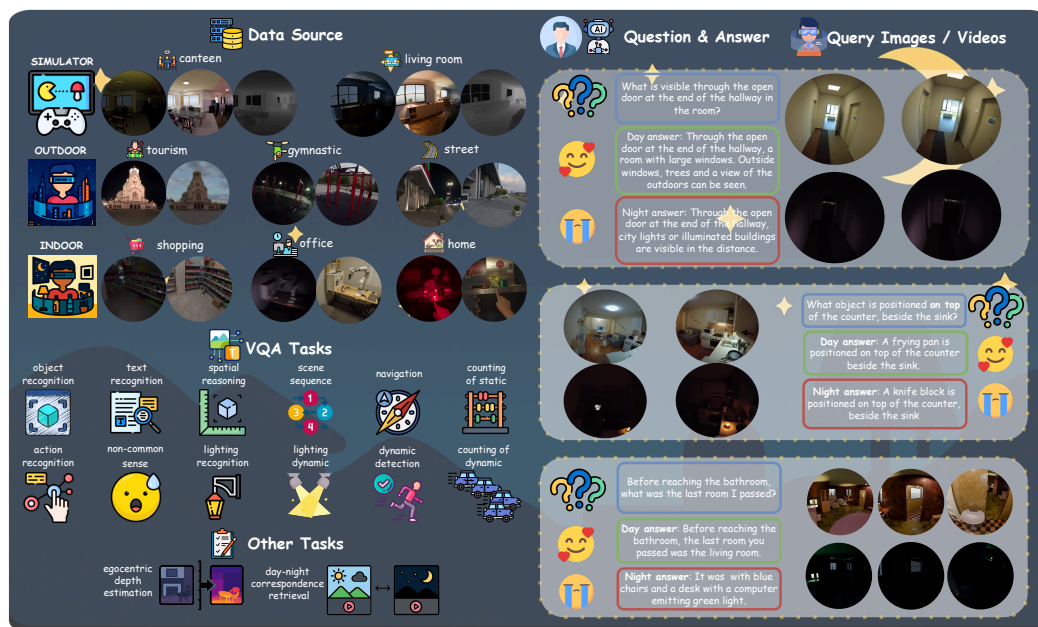 Data Source
SIMULATOR
canteen
living room
OUTDOOR
tourism
gymnastic
street
INDOOR
shopping
office
home
VQA Tasks
object
recognition
text
recognition
spatial
reasoning
scene
sequence
navigation
counting
of static
1
3
2
4
T
A
action
recognition
non-common
sense
lighting
recognition
lighting
dynamic
dynamic
detection
counting of
dynamic
Other Tasks
egocentric
depth
estimation
day-night
correspondence
retrieval
Question & Answer
AI
Query Images / Videos
What is visible through the open
door at the end of the hallway in
the room?
Day answer: Through the open
door at the end of the hallway, a
room with large windows. Outside
windows, trees and a view of the
outdoors can be seen.
Night answer: Through the open
door at the end of the hallway,
city lights or illuminated buildings
are visible in the distance.
What object is positioned on top
of the counter, beside the sink?
Day answer: A frying pan is
positioned on top of the counter
beside the sink.
Night answer: A knife block is
positioned on top of the counter,
beside the sink
Before reaching the bathroom,
what was the last room I passed?
Day answer: Before reaching the
bathroom, the last room you
passed was the living room.
Night answer: It was with blue
chairs and a desk with a computer
emitting green light.